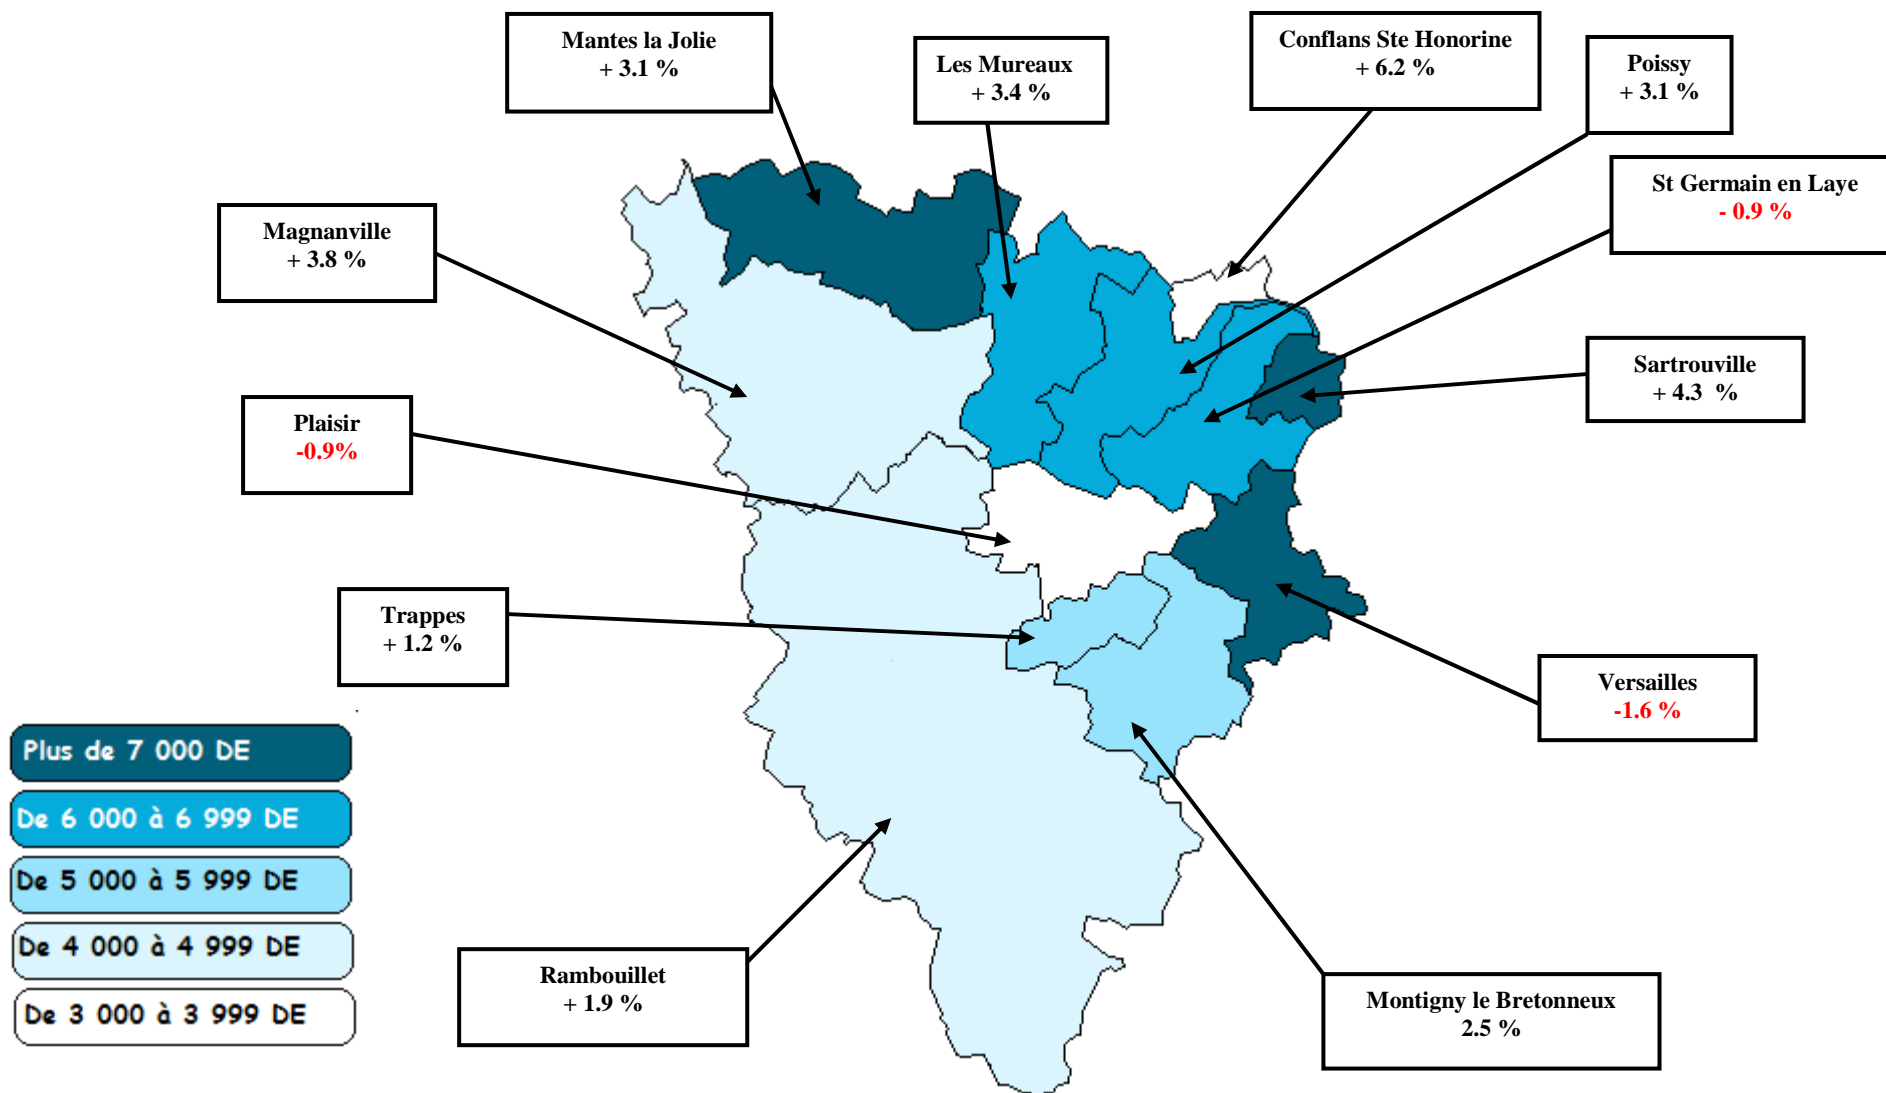 Mantes la Jolie
+ 3.1 %
Les Mureaux
+ 3.4 %
Conflans Ste Honorine
+ 6.2 %
Poissy
+ 3.1 %
St Germain en Laye
- 0.9 %
Magnanville
+ 3.8 %
Sartrouville
+ 4.3 %
Plaisir
-0.9%
Trappes
+ 1.2 %
Versailles
-1.6 %
Rambouillet
+ 1.9 %
Montigny le Bretonneux
2.5 %
Plus de 7 000 DE
De 6 000 à 6 999 DE
De 5 000 à 5 999 DE
De 4 000 à 4 999 DE
De 3 000 à 3 999 DE